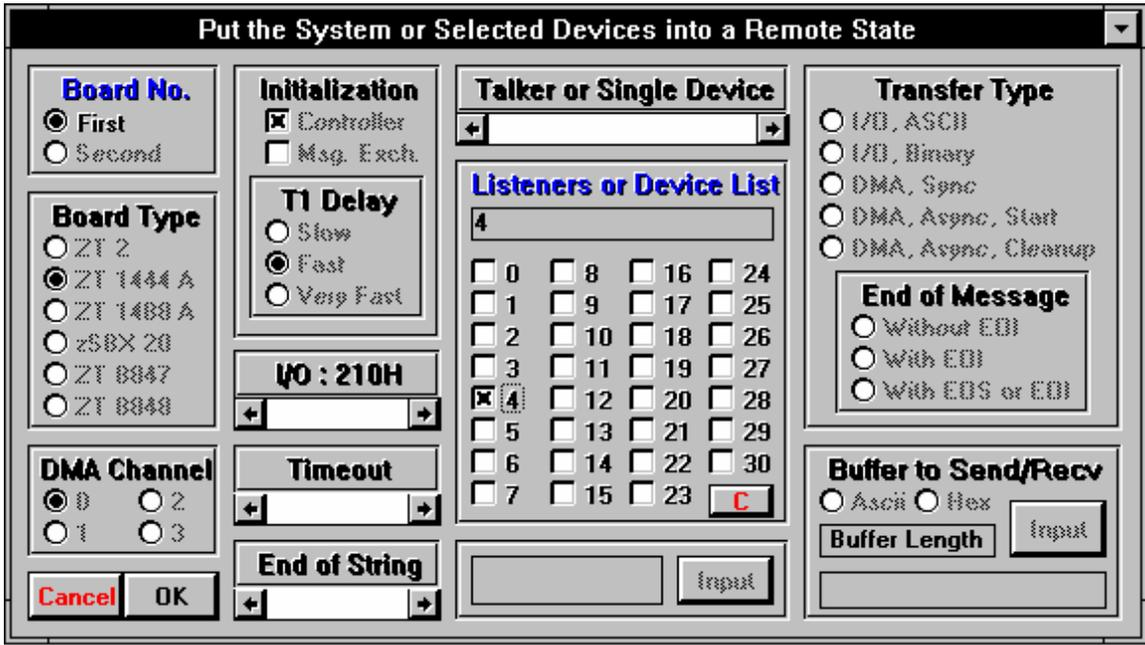 Put the System or Selected Devices into a Remote State
Board No.
First
Second
Board Type
ZT 2
ZT 1444 A
ZT 1488 A
zSBX 20
ZT 8847
ZT 8848
DMA Channel
0 2
1 3
Cancel OK
Initialization
Controller
Msg. Exch.
T1 Delay
Slow
Fast
Very Fast
I/O : 210H
Timeout
End of String
Talker or Single Device
Listeners or Device List
4
0 8 16 24
1 9 17 25
2 10 18 26
3 11 19 27
4 12 20 28
5 13 21 29
6 14 22 30
7 15 23 C
Input
Transfer Type
I/O, ASCII
I/O, Binary
DMA, Sync
DMA, Async, Start
DMA, Async, Cleanup
End of Message
Without EOI
With EOI
With EOS or EOI
Buffer to Send/Recv
Ascii Hex
Input
Buffer Length